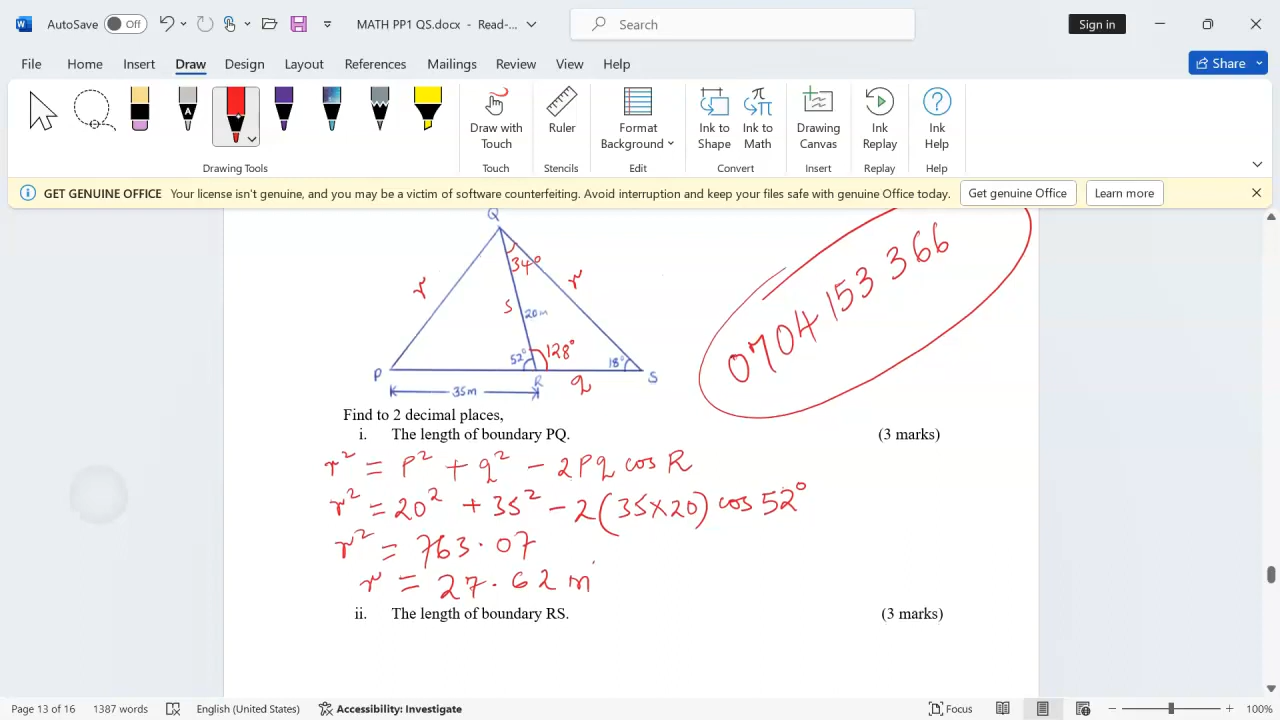 AutoSave Off MATH PP1 QS.docx - Read-... Search Sign in
File Home Insert Draw Design Layout References Mailings Review View Help Share
Draw with Touch Ruler Format Background Ink to Shape Ink to Math Drawing Canvas Ink Replay Ink Help
Drawing Tools Touch Stencils Edit Convert Insert Replay Help
GET GENUINE OFFICE Your license isn't genuine, and you may be a victim of software counterfeiting. Avoid interruption and keep your files safe with genuine Office today. Get genuine Office Learn more
Q
34°
r r
s 20m
52° 128° 18°
P R q S
35m
0704153366
Find to 2 decimal places,
i. The length of boundary PQ. (3 marks)
r² = p² + q² - 2pq cos R
r² = 20² + 35² - 2(35×20) cos 52°
r² = 763.07
r = 27.62 m
ii. The length of boundary RS. (3 marks)
Page 13 of 16 1387 words English (United States) Accessibility: Investigate Focus 100%